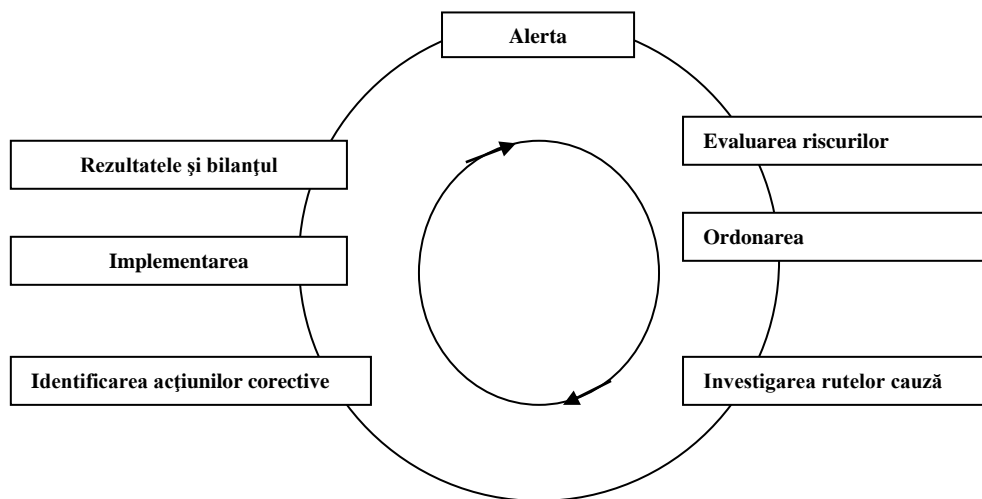 Alerta
Evaluarea riscurilor
Rezultatele şi bilanţul
Ordonarea
Implementarea
Identificarea acţiunilor corective
Investigarea rutelor cauză